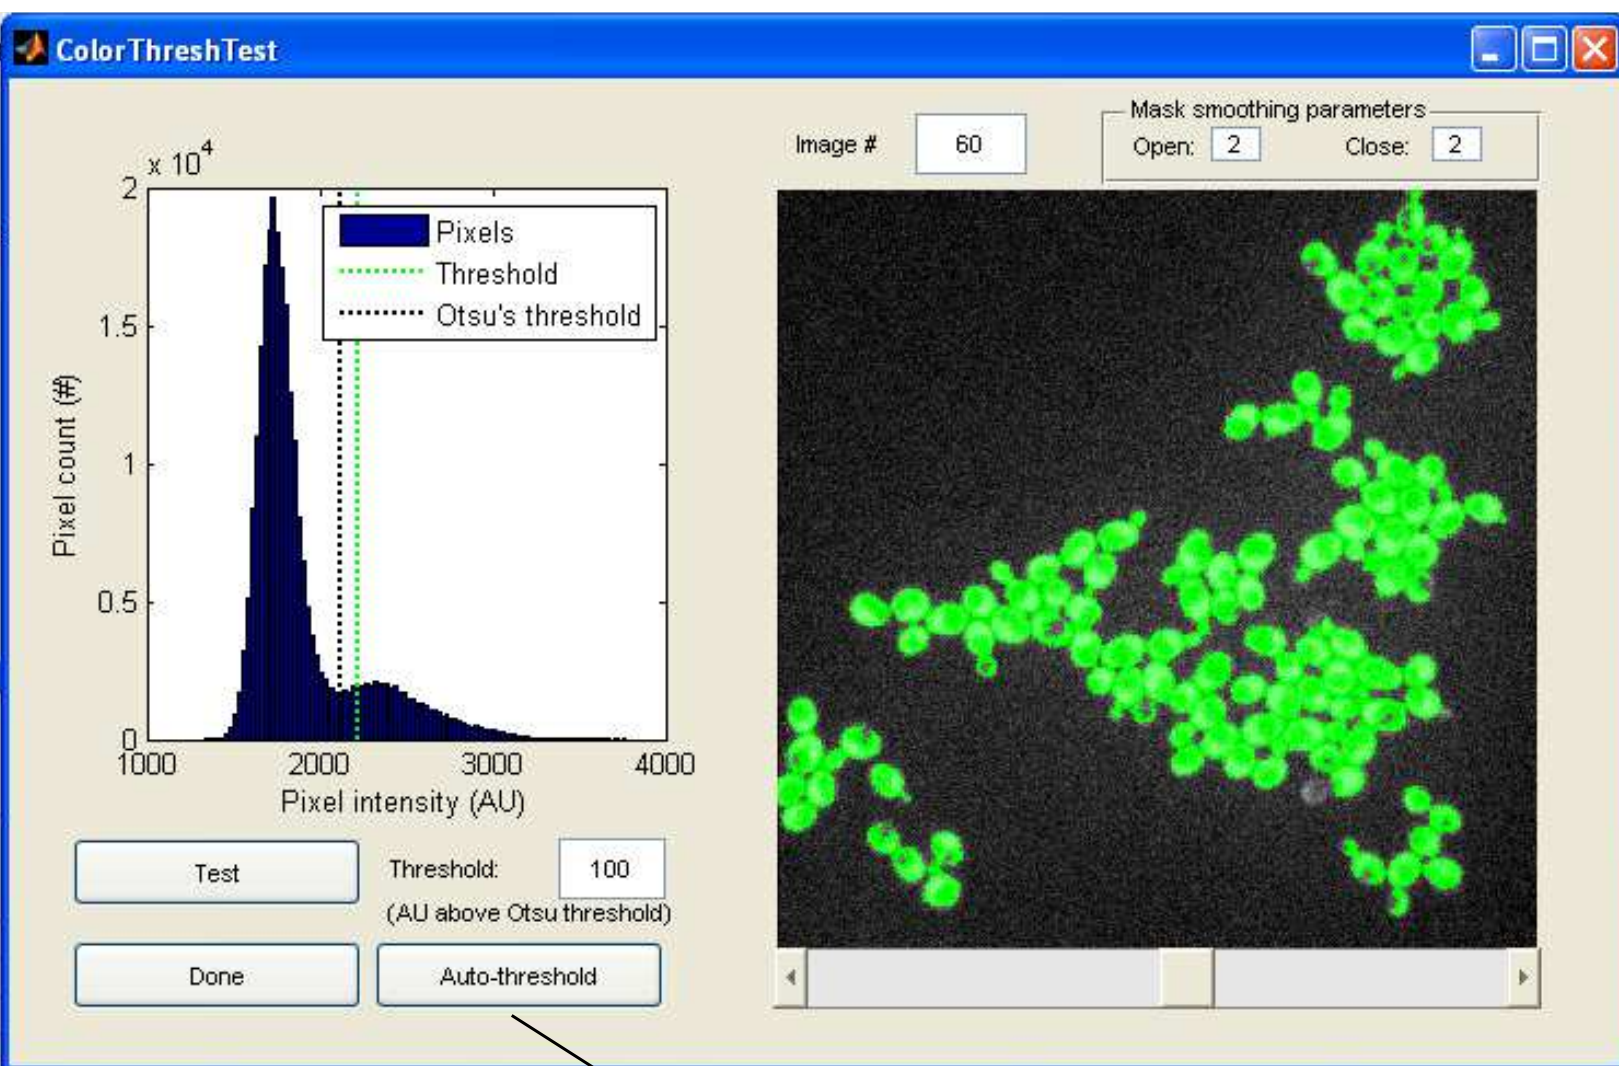 ColorThreshTest
x 10^4
2
1.5
1
0.5
0
1000 2000 3000 4000
Pixel count (#)
Pixel intensity (AU)
Pixels
Threshold
Otsu's threshold
Test
Threshold: 100
(AU above Otsu threshold)
Done
Auto-threshold
Image # 60
Mask smoothing parameters
Open: 2 Close: 2